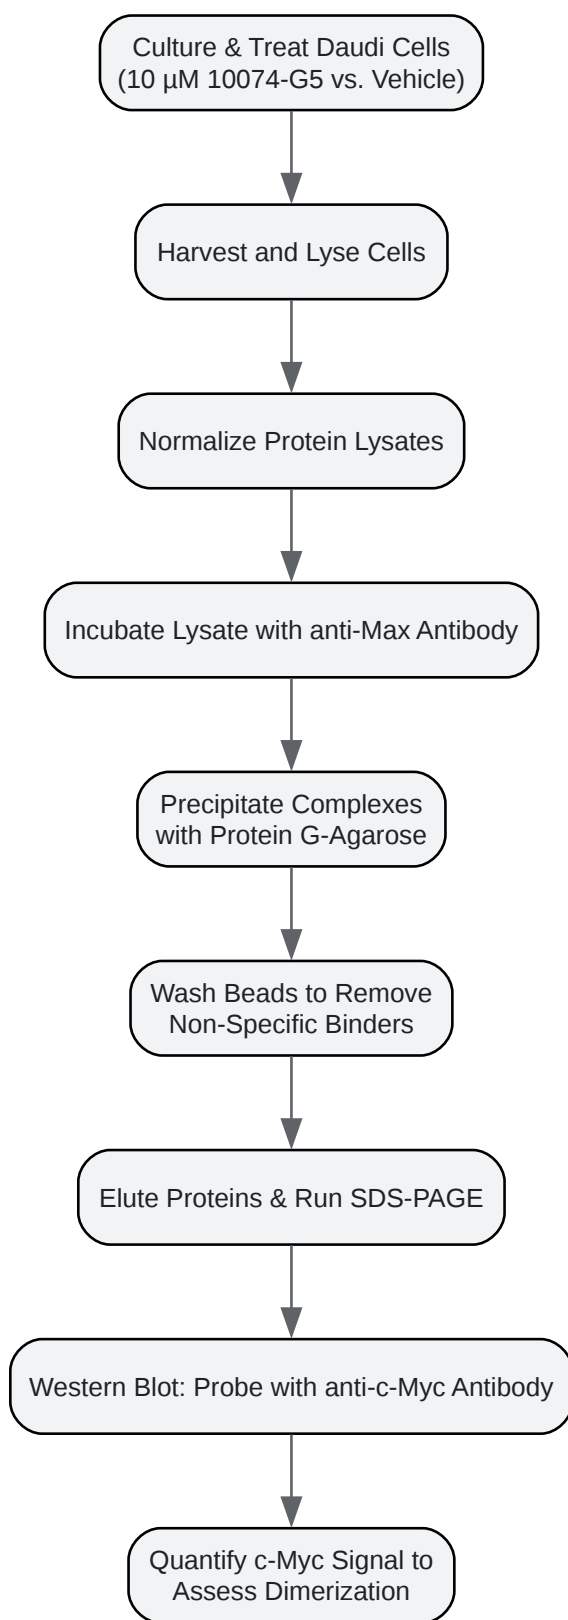 Culture & Treat Daudi Cells
(10 µM 10074-G5 vs. Vehicle)
Harvest and Lyse Cells
Normalize Protein Lysates
Incubate Lysate with anti-Max Antibody
Precipitate Complexes
with Protein G-Agarose
Wash Beads to Remove
Non-Specific Binders
Elute Proteins & Run SDS-PAGE
Western Blot: Probe with anti-c-Myc Antibody
Quantify c-Myc Signal to
Assess Dimerization